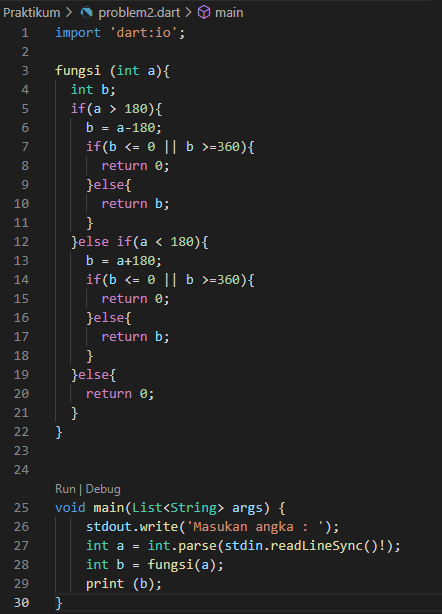 Praktikum > problem2.dart > main
1 import 'dart:io';
2
3 fungsi (int a){
4   int b;
5   if(a > 180){
6     b = a-180;
7     if(b <= 0 || b >=360){
8       return 0;
9     }else{
10       return b;
11     }
12   }else if(a < 180){
13     b = a+180;
14     if(b <= 0 || b >=360){
15       return 0;
16     }else{
17       return b;
18     }
19   }else{
20     return 0;
21   }
22 }
23
24
Run | Debug
25 void main(List<String> args) {
26     stdout.write('Masukan angka : ');
27     int a = int.parse(stdin.readLineSync()!);
28     int b = fungsi(a);
29     print (b);
30 }